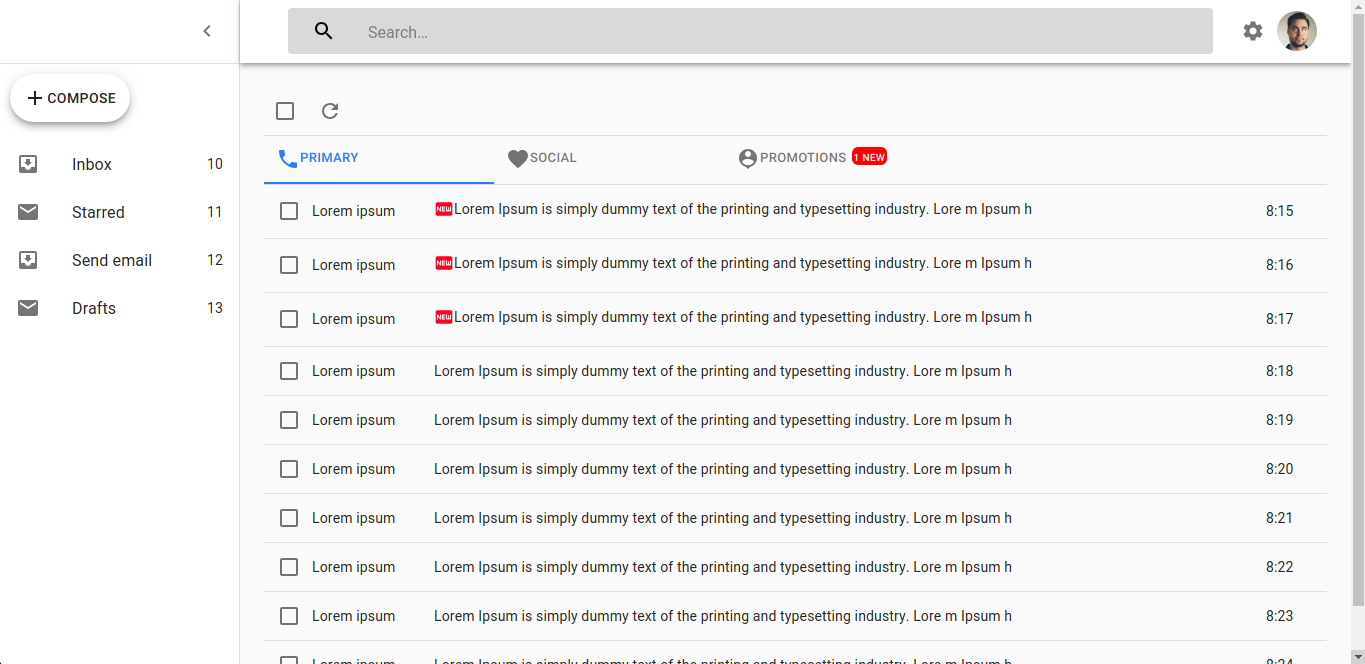 Search...
COMPOSE
Inbox 10
Starred 11
Send email 12
Drafts 13
PRIMARY SOCIAL PROMOTIONS 1 NEW
Lorem ipsum NEW Lorem Ipsum is simply dummy text of the printing and typesetting industry. Lore m Ipsum h 8:15
Lorem ipsum NEW Lorem Ipsum is simply dummy text of the printing and typesetting industry. Lore m Ipsum h 8:16
Lorem ipsum NEW Lorem Ipsum is simply dummy text of the printing and typesetting industry. Lore m Ipsum h 8:17
Lorem ipsum Lorem Ipsum is simply dummy text of the printing and typesetting industry. Lore m Ipsum h 8:18
Lorem ipsum Lorem Ipsum is simply dummy text of the printing and typesetting industry. Lore m Ipsum h 8:19
Lorem ipsum Lorem Ipsum is simply dummy text of the printing and typesetting industry. Lore m Ipsum h 8:20
Lorem ipsum Lorem Ipsum is simply dummy text of the printing and typesetting industry. Lore m Ipsum h 8:21
Lorem ipsum Lorem Ipsum is simply dummy text of the printing and typesetting industry. Lore m Ipsum h 8:22
Lorem ipsum Lorem Ipsum is simply dummy text of the printing and typesetting industry. Lore m Ipsum h 8:23